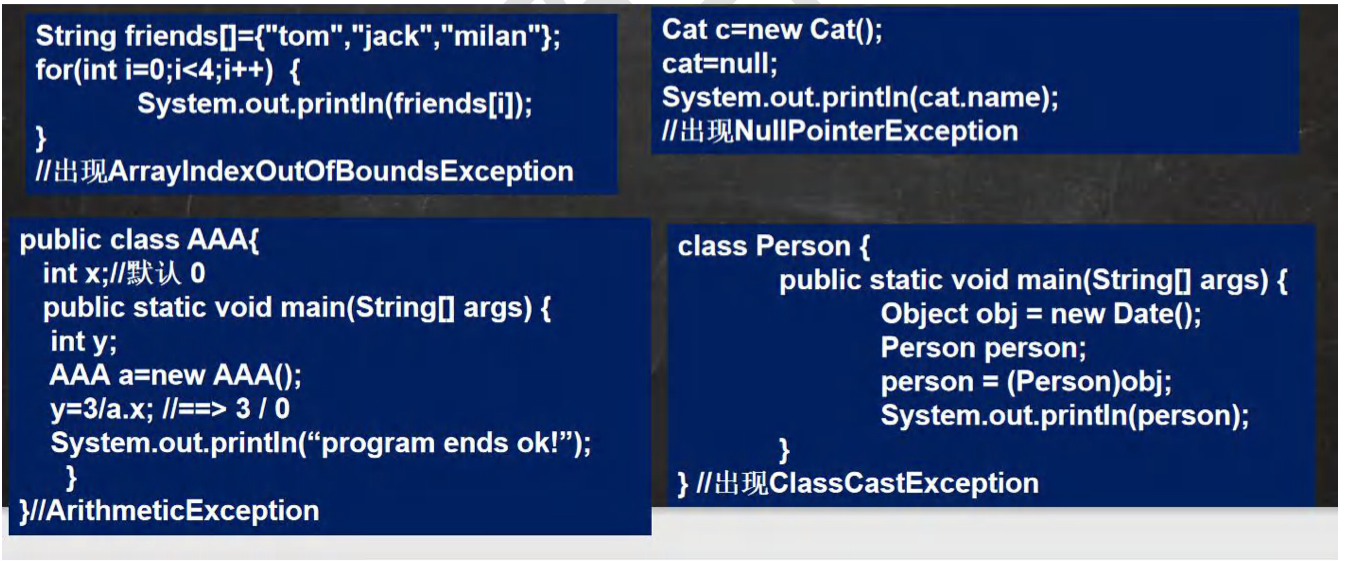 String friends[]={"tom","jack","milan"};
for(int i=0;i<4;i++)  {
System.out.println(friends[i]);
}
//出现ArrayIndexOutOfBoundsException
Cat c=new Cat();
cat=null;
System.out.println(cat.name);
//出现NullPointerException
public class AAA{
int x;//默认 0
public static void main(String[] args) {
int y;
AAA a=new AAA();
y=3/a.x; //==> 3 / 0
System.out.println(“program ends ok!”);
}
}//ArithmeticException
class Person {
public static void main(String[] args) {
Object obj = new Date();
Person person;
person = (Person)obj;
System.out.println(person);
}
} //出现ClassCastException